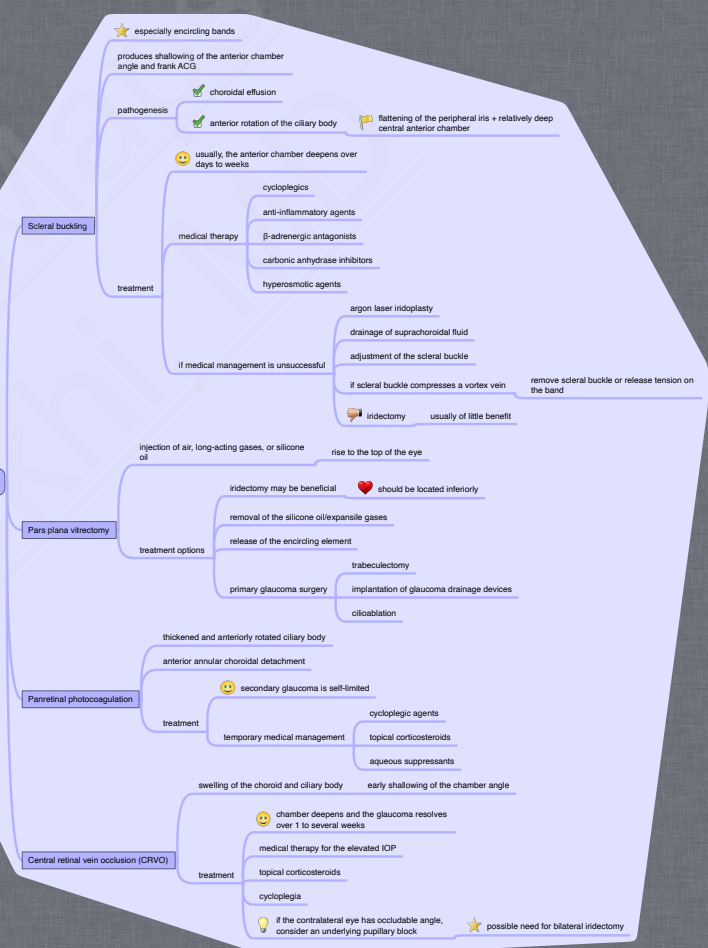 especially encircling bands
produces shallowing of the anterior chamber
angle and frank ACG
pathogenesis
choroidal effusion
anterior rotation of the ciliary body
flattening of the peripheral iris + relatively deep
central anterior chamber
Scleral buckling
treatment
usually, the anterior chamber deepens over
days to weeks
medical therapy
cycloplegics
anti-inflammatory agents
β-adrenergic antagonists
carbonic anhydrase inhibitors
hyperosmotic agents
if medical management is unsuccessful
argon laser iridoplasty
drainage of suprachoroidal fluid
adjustment of the scleral buckle
if scleral buckle compresses a vortex vein
remove scleral buckle or release tension on
the band
iridectomy
usually of little benefit
Pars plana vitrectomy
injection of air, long-acting gases, or silicone
oil
rise to the top of the eye
treatment options
iridectomy may be beneficial
should be located inferiorly
removal of the silicone oil/expansile gases
release of the encircling element
primary glaucoma surgery
trabeculectomy
implantation of glaucoma drainage devices
cilioablation
Panretinal photocoagulation
thickened and anteriorly rotated ciliary body
anterior annular choroidal detachment
treatment
secondary glaucoma is self-limited
temporary medical management
cycloplegic agents
topical corticosteroids
aqueous suppressants
Central retinal vein occlusion (CRVO)
swelling of the choroid and ciliary body
early shallowing of the chamber angle
treatment
chamber deepens and the glaucoma resolves
over 1 to several weeks
medical therapy for the elevated IOP
topical corticosteroids
cycloplegia
if the contralateral eye has occludable angle,
consider an underlying pupillary block
possible need for bilateral iridectomy